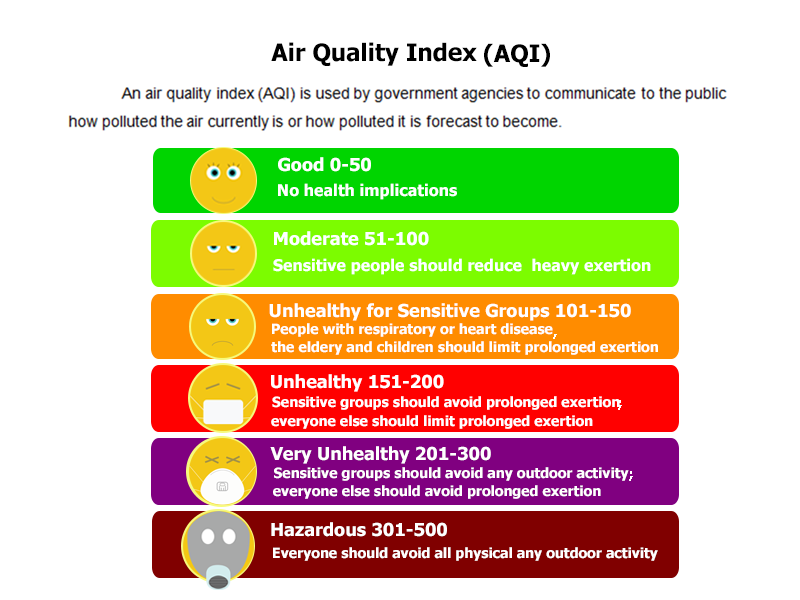 Air Quality Index (AQI)
An air quality index (AQI) is used by government agencies to communicate to the public
how polluted the air currently is or how polluted it is forecast to become.
Good 0-50
No health implications
Moderate 51-100
Sensitive people should reduce heavy exertion
Unhealthy for Sensitive Groups 101-150
People with respiratory or heart disease,
the eldery and children should limit prolonged exertion
Unhealthy 151-200
Sensitive groups should avoid prolonged exertion;
everyone else should limit prolonged exertion
Very Unhealthy 201-300
Sensitive groups should avoid any outdoor activity;
everyone else should avoid prolonged exertion
Hazardous 301-500
Everyone should avoid all physical any outdoor activity